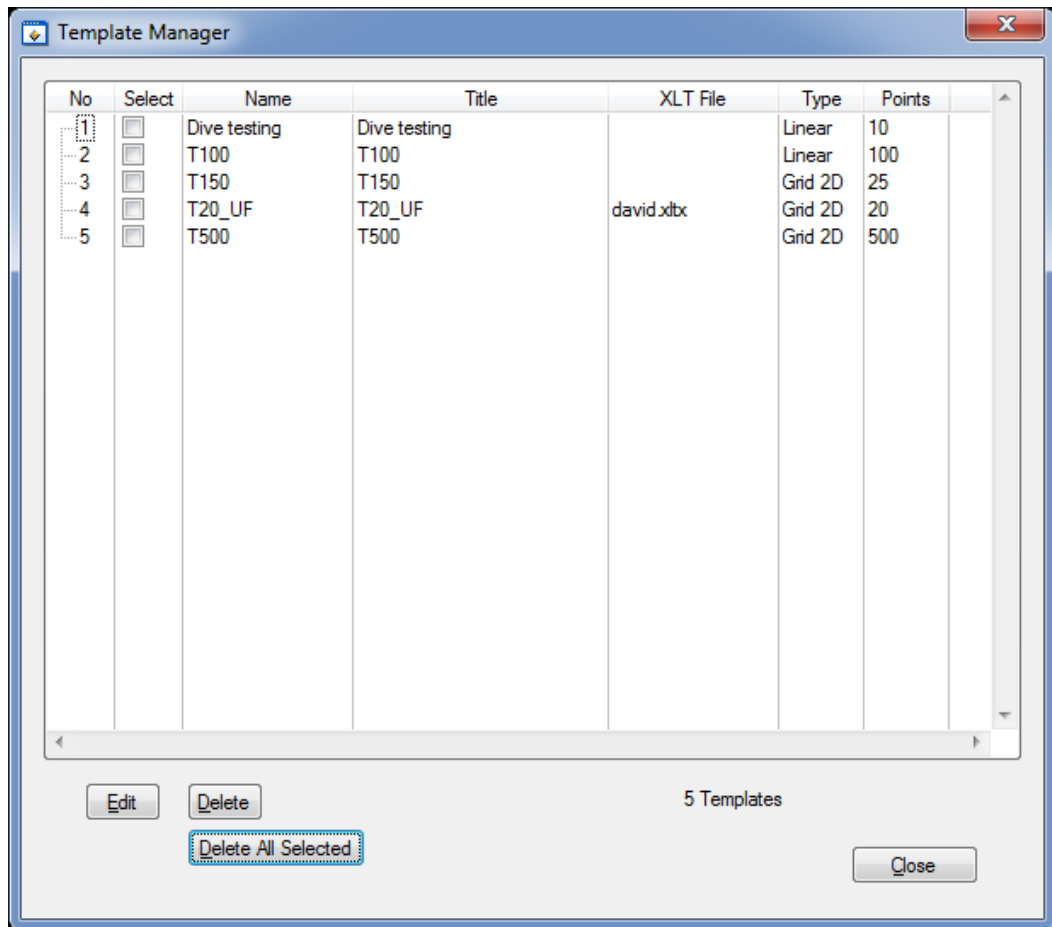 Template Manager
No Select Name Title XLT File Type Points
1 Dive testing Dive testing Linear 10
2 T100 T100 Linear 100
3 T150 T150 Grid 2D 25
4 T20_UF T20_UF david.xltx Grid 2D 20
5 T500 T500 Grid 2D 500
Edit Delete 5 Templates
Delete All Selected
Close